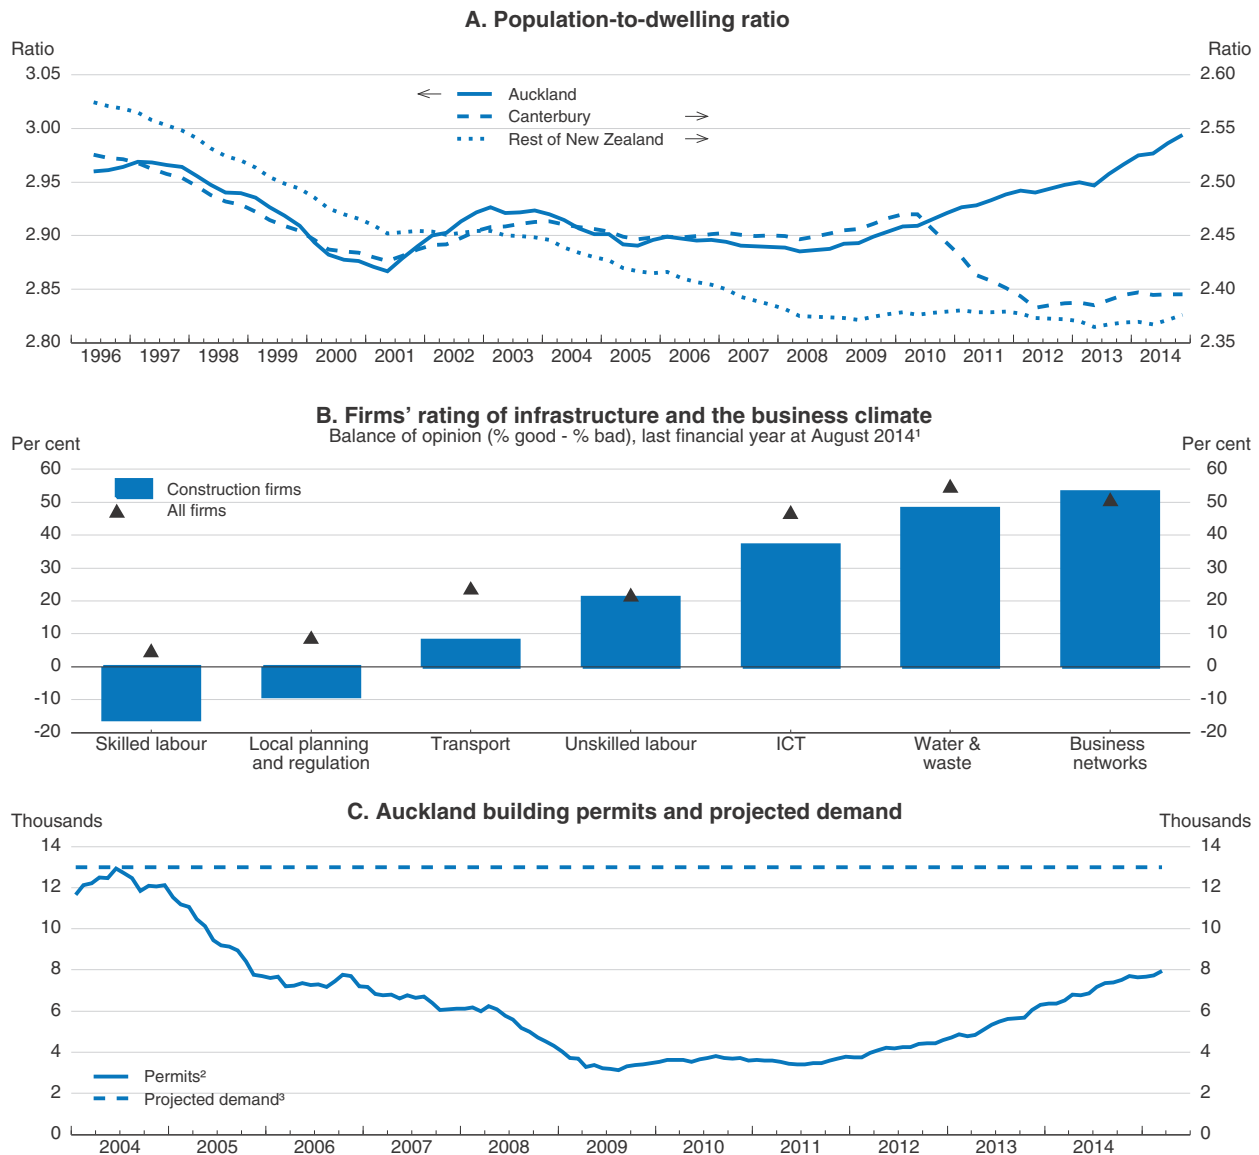 A. Population-to-dwelling ratio
Ratio Ratio
3.05 2.60
Auckland
Canterbury
Rest of New Zealand
3.00 2.55
2.95 2.50
2.90 2.45
2.85 2.40
2.80 2.35
1996 1997 1998 1999 2000 2001 2002 2003 2004 2005 2006 2007 2008 2009 2010 2011 2012 2013 2014
B. Firms’ rating of infrastructure and the business climate
Balance of opinion (% good - % bad), last financial year at August 2014¹
Per cent Per cent
60 60
Construction firms
50 50
All firms
40 40
30 30
20 20
10 10
0 0
-10 -10
-20 -20
Skilled labour Local planning Transport Unskilled labour ICT Water & Business
and regulation waste networks
C. Auckland building permits and projected demand
Thousands Thousands
14 14
12 12
10 10
8 8
6 6
4 4
Permits²
2 2
Projected demand³
0 0
2004 2005 2006 2007 2008 2009 2010 2011 2012 2013 2014